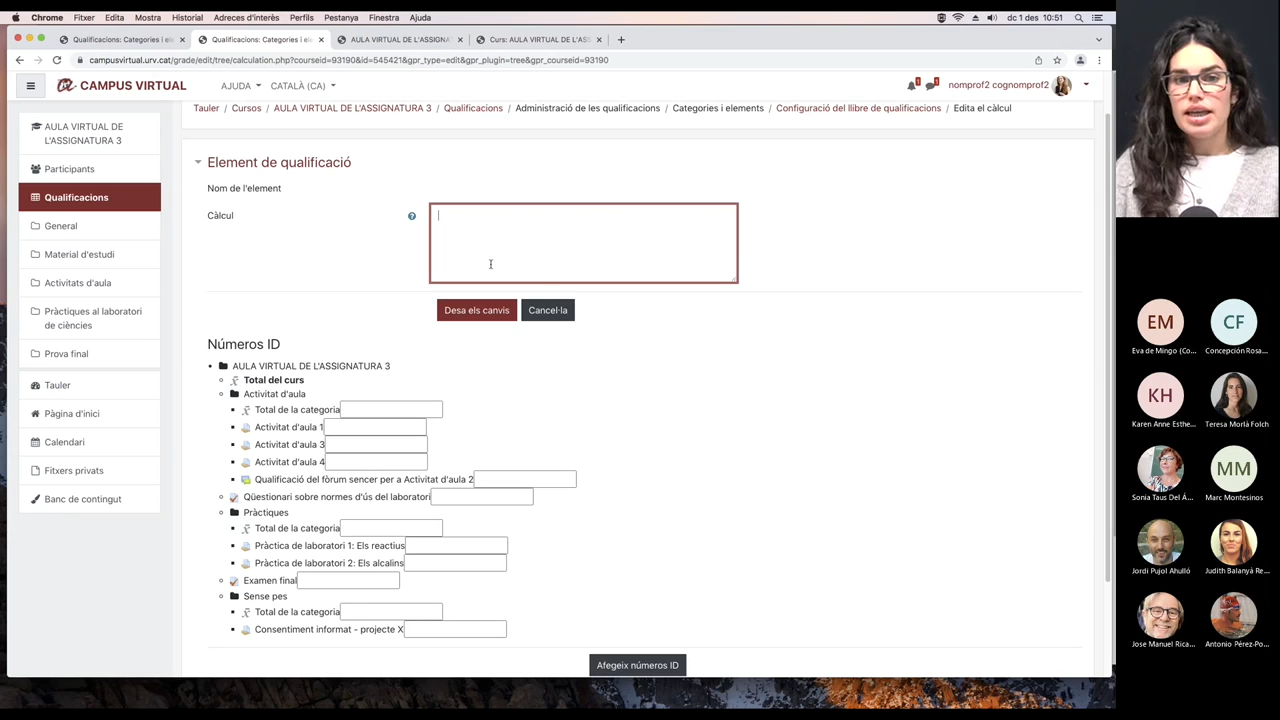 Chrome Fitxer Edita Mostra Historial Adreces d'interès Perfils Pestanya Finestra Ajuda dc 1 des 10:51
Qualificacions: Categories i ele
Qualificacions: Categories i ele
AULA VIRTUAL DE L'ASSIGNA
Curs: AULA VIRTUAL DE L'ASS
campusvirtual.urv.cat/grade/edit/tree/calculation.php?courseid=93190&id=545421&gpr_type=edit&gpr_plugin=tree&gpr_courseid=93190
CAMPUS VIRTUAL AJUDA CATALÀ (CA) 1 1 nomprof2 cognomprof2
Tauler / Cursos / AULA VIRTUAL DE L'ASSIGNATURA 3 / Qualificacions / Administració de les qualificacions / Categories i elements / Configuració del llibre de qualificacions / Edita el càlcul
AULA VIRTUAL DE L'ASSIGNATURA 3
Participants
Qualificacions
General
Material d'estudi
Activitats d'aula
Pràctiques al laboratori de ciències
Prova final
Tauler
Pàgina d'inici
Calendari
Fitxers privats
Banc de contingut
Element de qualificació
Nom de l'element
Càlcul
Desa els canvis Cancel·la
Números ID
AULA VIRTUAL DE L'ASSIGNATURA 3
Total del curs
Activitat d'aula
Total de la categoria
Activitat d'aula 1
Activitat d'aula 3
Activitat d'aula 4
Qualificació del fòrum sencer per a Activitat d'aula 2
Qüestionari sobre normes d'ús del laboratori
Pràctiques
Total de la categoria
Pràctica de laboratori 1: Els reactius
Pràctica de laboratori 2: Els alcalins
Examen final
Sense pes
Total de la categoria
Consentiment informat - projecte X
Afegeix números ID
EM CF
Eva de Mingo (Co... Concepción Rosa...
KH
Karen Anne Esthe... Teresa Morlà Folch
MM
Sonia Taus Del Á... Marc Montesinos
Jordi Pujol Ahulló Judith Balanyà Re...
Jose Manuel Rica... Antonio Pérez-Po...